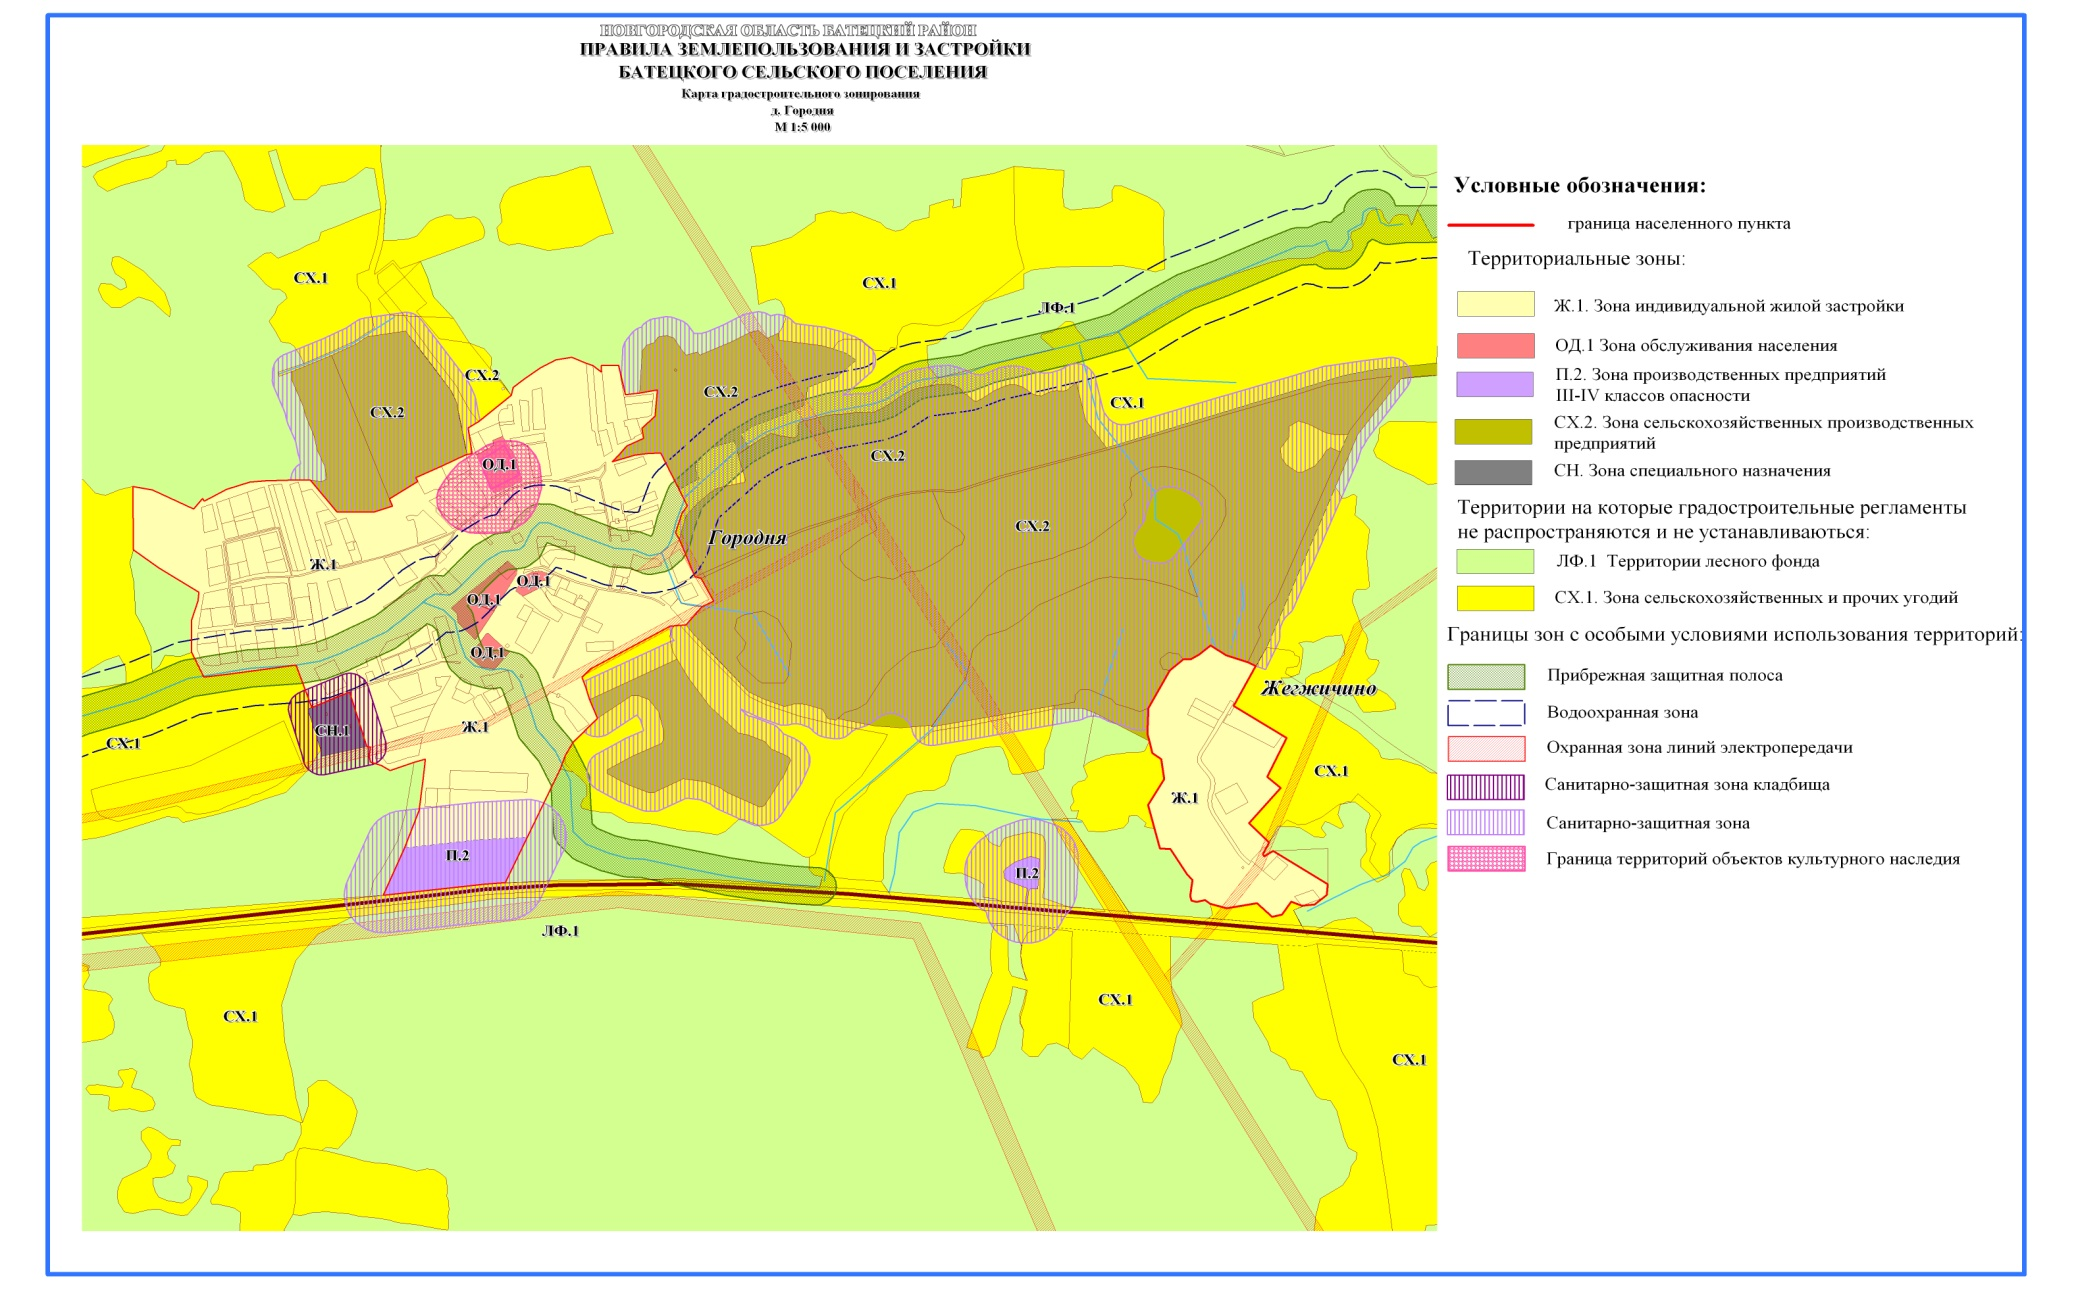 НОВГОРОДСКАЯ ОБЛАСТЬ БАТЕЦКИЙ РАЙОН
ПРАВИЛА ЗЕМЛЕПОЛЬЗОВАНИЯ И ЗАСТРОЙКИ
БАТЕЦКОГО СЕЛЬСКОГО ПОСЕЛЕНИЯ
Карта градостроительного зонирования
д. Городня
М 1:5 000
СХ.1
СХ.1
ЛФ.1
СХ.2
СХ.2
СХ.2
СХ.1
СХ.2
ОД.1
СХ.2
Городня
Ж.1
ОД.1
ОД.1
ОД.1
Жегжичино
СН.1
Ж.1
СХ.1
СХ.1
Ж.1
П.2
П.2
ЛФ.1
СХ.1
СХ.1
СХ.1
Условные обозначения:
граница населенного пункта
Территориальные зоны:
Ж.1. Зона индивидуальной жилой застройки
ОД.1 Зона обслуживания населения
П.2. Зона производственных предприятий
III-IV классов опасности
СХ.2. Зона сельскохозяйственных производственных
предприятий
СН. Зона специального назначения
Территории на которые градостроительные регламенты
не распространяются и не устанавливаються:
ЛФ.1 Территории лесного фонда
СХ.1. Зона сельскохозяйственных и прочих угодий
Границы зон с особыми условиями использования территорий:
Прибрежная защитная полоса
Водоохранная зона
Охранная зона линий электропередачи
Санитарно-защитная зона кладбища
Санитарно-защитная зона
Граница территорий объектов культурного наследия